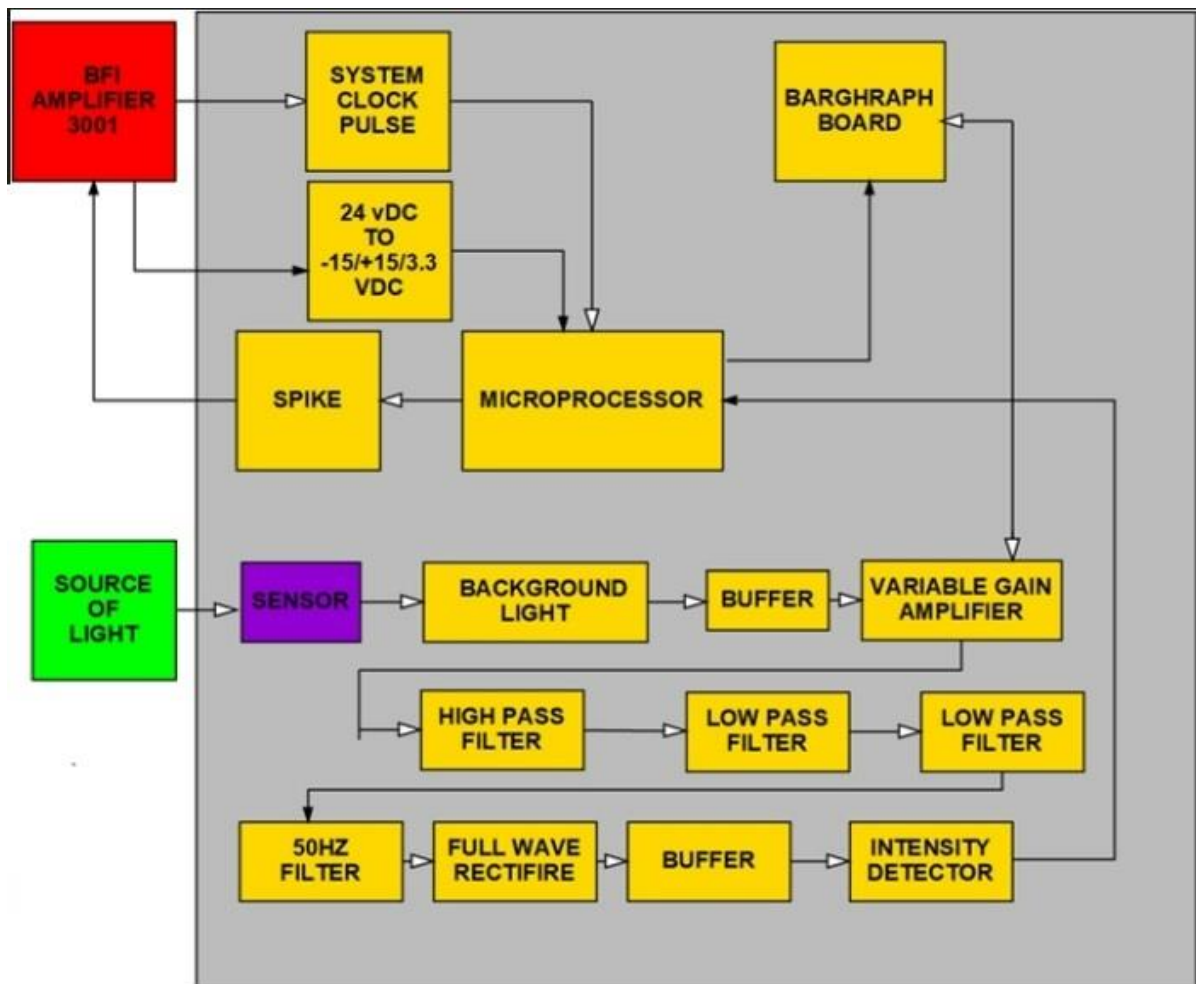 BFI
AMPLIFIER
3001
SYSTEM
CLOCK
PULSE
BARGHRAPH
BOARD
24 vDC
TO
-15/+15/3.3
VDC
SPIKE
MICROPROCESSOR
SOURCE
OF
LIGHT
SENSOR
BACKGROUND
LIGHT
BUFFER
VARIABLE GAIN
AMPLIFIER
HIGH PASS
FILTER
LOW PASS
FILTER
LOW PASS
FILTER
50HZ
FILTER
FULL WAVE
RECTIFIRE
BUFFER
INTENSITY
DETECTOR